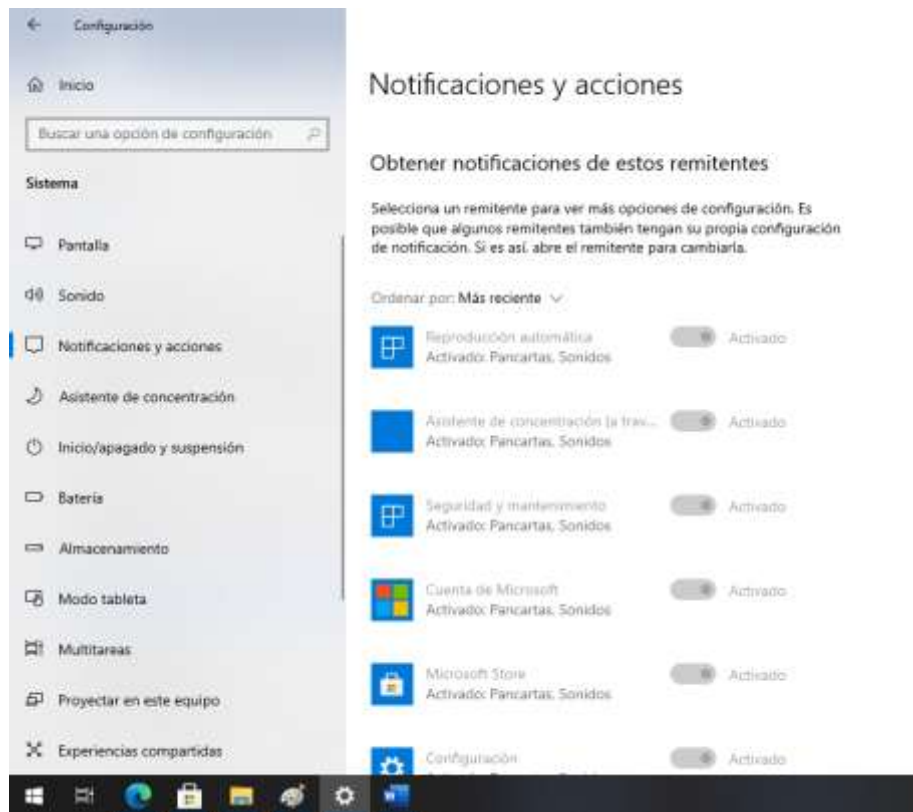 Configuración
Inicio
Buscar una opción de configuración
Sistema
Pantalla
Sonido
Notificaciones y acciones
Asistente de concentración
Inicio/apagado y suspensión
Batería
Almacenamiento
Modo tableta
Multitareas
Proyectar en este equipo
Experiencias compartidas
Notificaciones y acciones
Obtener notificaciones de estos remitentes
Selecciona un remitente para ver más opciones de configuración. Es
posible que algunos remitentes también tengan su propia configuración
de notificación. Si es así, abre el remitente para cambiarla.
Ordenar por: Más reciente
Reproducción automática
Activado
Activado: Pancartas, Sonidos
Asistente de concentración (a trav...
Activado
Activado: Pancartas, Sonidos
Seguridad y mantenimiento
Activado
Activado: Pancartas, Sonidos
Cuenta de Microsoft
Activado
Activado: Pancartas, Sonidos
Microsoft Store
Activado
Activado: Pancartas, Sonidos
Configuración
Activado